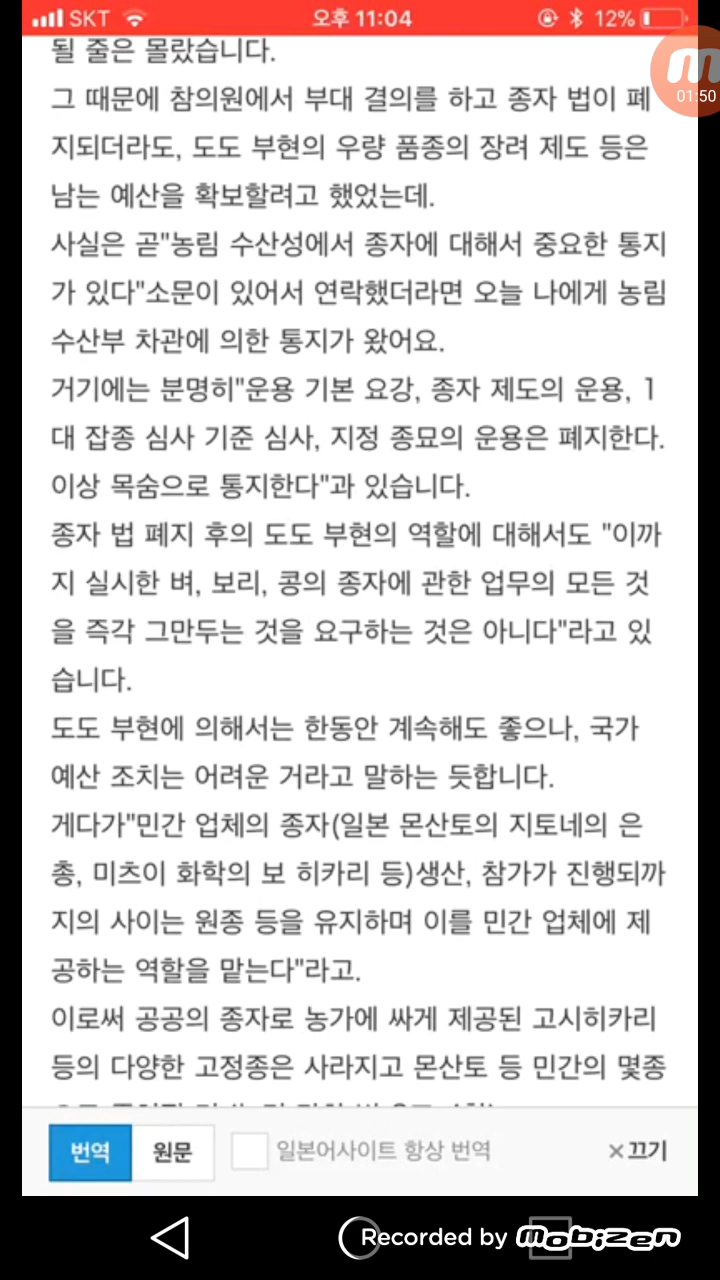 SKT 오후 11:04 12%
01:50
될 줄은 몰랐습니다.
그 때문에 참의원에서 부대 결의를 하고 종자 법이 폐
지되더라도, 도도 부현의 우량 품종의 장려 제도 등은
남는 예산을 확보할려고 했었는데.
사실은 곧"농림 수산성에서 종자에 대해서 중요한 통지
가 있다"소문이 있어서 연락했더라면 오늘 나에게 농림
수산부 차관에 의한 통지가 왔어요.
거기에는 분명히"운용 기본 요강, 종자 제도의 운용, 1
대 잡종 심사 기준 심사, 지정 종묘의 운용은 폐지한다.
이상 목숨으로 통지한다"과 있습니다.
종자 법 폐지 후의 도도 부현의 역할에 대해서도 "이까
지 실시한 벼, 보리, 콩의 종자에 관한 업무의 모든 것
을 즉각 그만두는 것을 요구하는 것은 아니다"라고 있
습니다.
도도 부현에 의해서는 한동안 계속해도 좋으나, 국가
예산 조치는 어려운 거라고 말하는 듯합니다.
게다가"민간 업체의 종자(일본 몬산토의 지토네의 은
총, 미츠이 화학의 보 히카리 등)생산, 참가가 진행되까
지의 사이는 원종 등을 유지하며 이를 민간 업체에 제
공하는 역할을 맡는다"라고.
이로써 공공의 종자로 농가에 싸게 제공된 고시히카리
등의 다양한 고정종은 사라지고 몬산토 등 민간의 몇종
번역 원문 일본어사이트 항상 번역 ×끄기
Recorded by mobizen